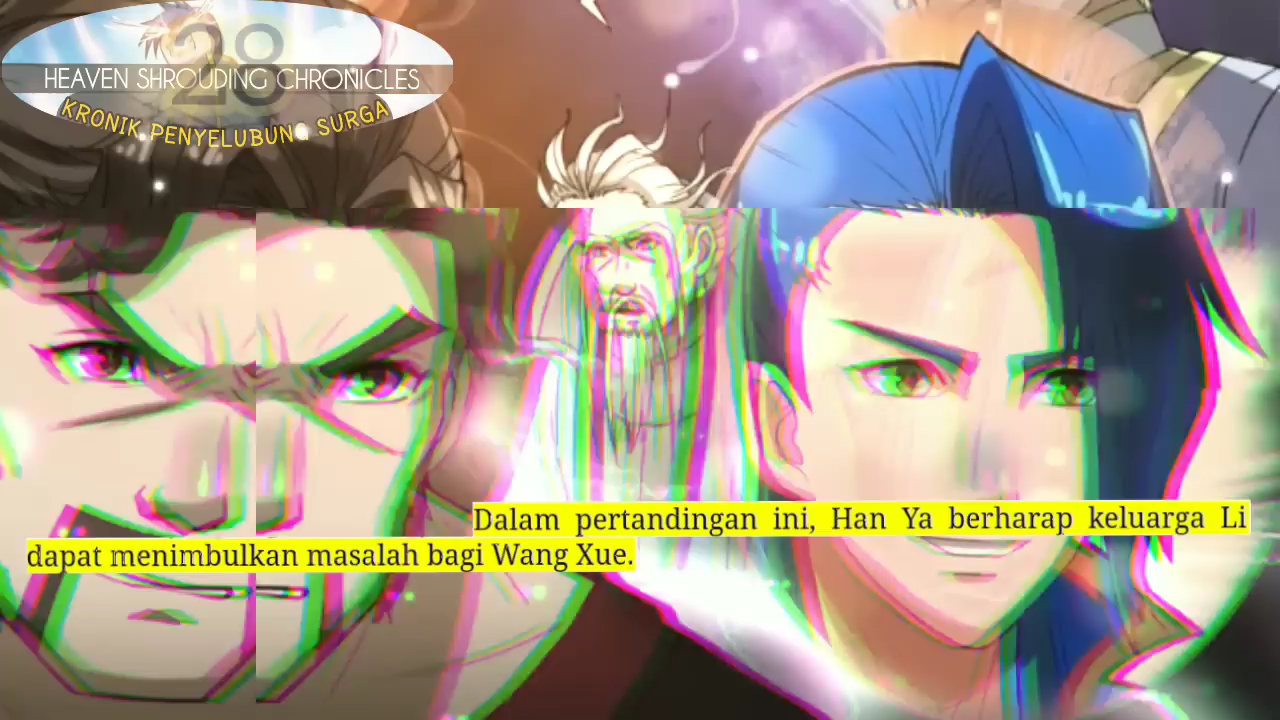 28
HEAVEN SHROUDING CHRONICLES
KRONIK PENYELUBUNG SURGA
Dalam pertandingan ini, Han Ya berharap keluarga Li
dapat menimbulkan masalah bagi Wang Xue.